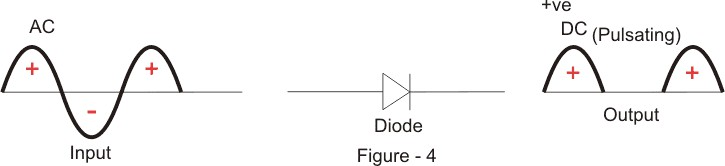 AC
+
-
+
Input
Diode
Figure - 4
+ve
DC (Pulsating)
+
+
Output